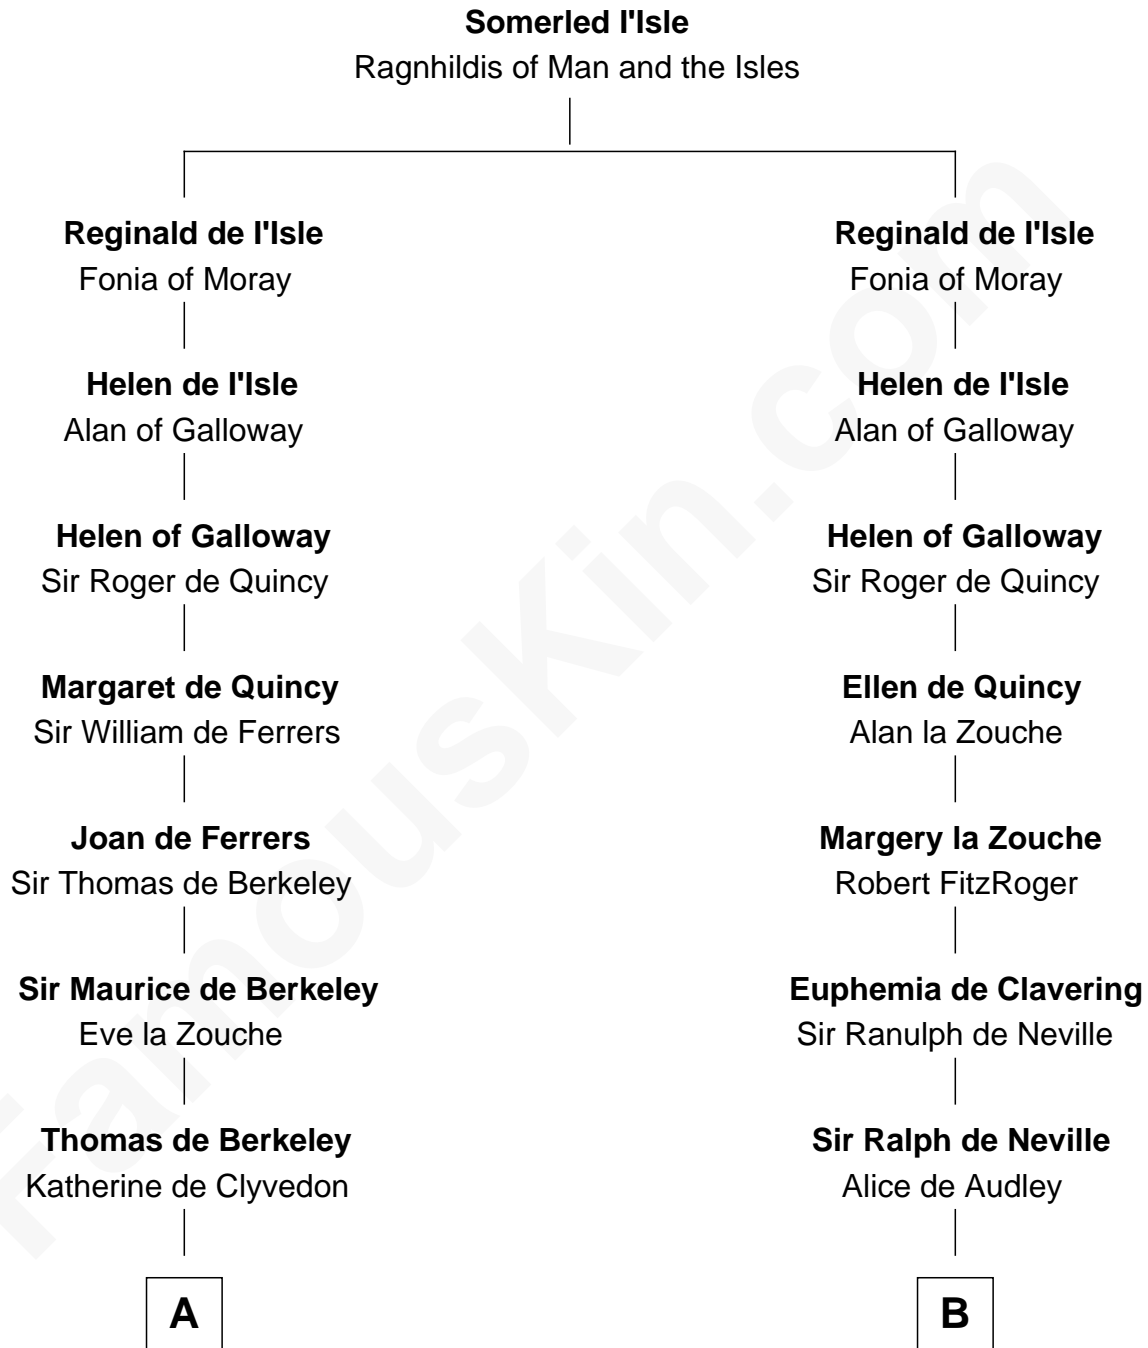 Somerled I'Isle
Ragnhildis of Man and the Isles
Reginald de I'Isle
Fonia of Moray
Helen de I'Isle
Alan of Galloway
Helen of Galloway
Sir Roger de Quincy
Margaret de Quincy
Sir William de Ferrers
Joan de Ferrers
Sir Thomas de Berkeley
Sir Maurice de Berkeley
Eve la Zouche
Thomas de Berkeley
Katherine de Clyvedon
A
Reginald de I'Isle
Fonia of Moray
Helen de I'Isle
Alan of Galloway
Helen of Galloway
Sir Roger de Quincy
Ellen de Quincy
Alan la Zouche
Margery la Zouche
Robert FitzRoger
Euphemia de Clavering
Sir Ranulph de Neville
Sir Ralph de Neville
Alice de Audley
B
FamousKin.com